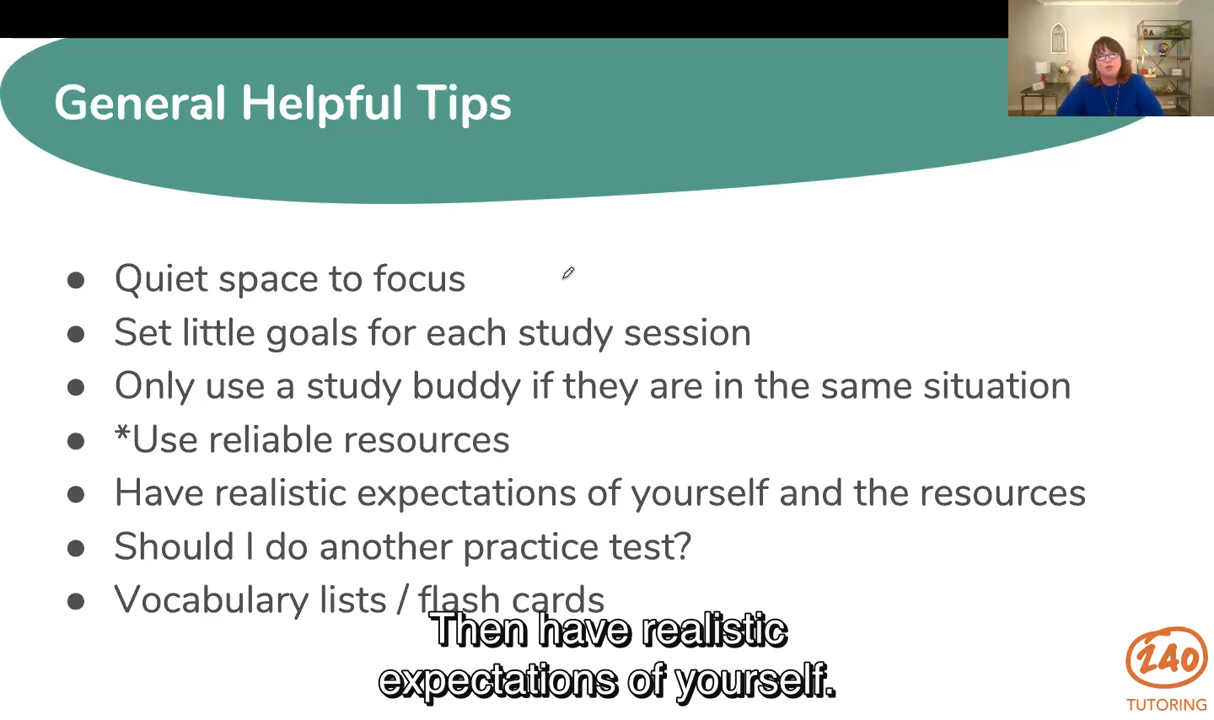 General Helpful Tips
● Quiet space to focus
● Set little goals for each study session
● Only use a study buddy if they are in the same situation
● *Use reliable resources
● Have realistic expectations of yourself and the resources
● Should I do another practice test?
● Vocabulary lists / flash cards
Then have realistic
expectations of yourself.
240
TUTORING